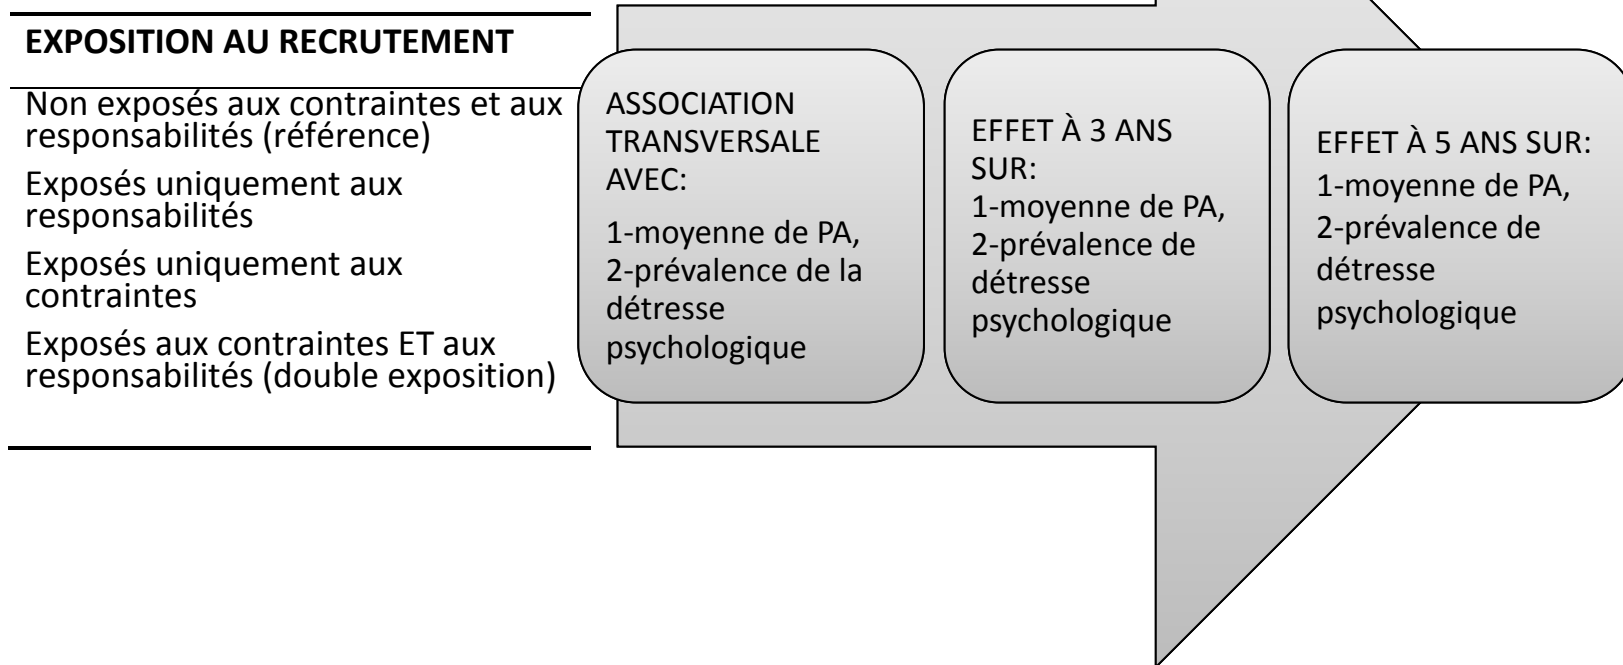 EXPOSITION AU RECRUTEMENT
Non exposés aux contraintes et aux
responsabilités (référence)
Exposés uniquement aux
responsabilités
Exposés uniquement aux
contraintes
Exposés aux contraintes ET aux
responsabilités (double exposition)
ASSOCIATION
TRANSVERSALE
AVEC:
1-moyenne de PA,
2-prévalence de la
détresse
psychologique
EFFET À 3 ANS
SUR:
1-moyenne de PA,
2-prévalence de
détresse
psychologique
EFFET À 5 ANS SUR:
1-moyenne de PA,
2-prévalence de
détresse
psychologique